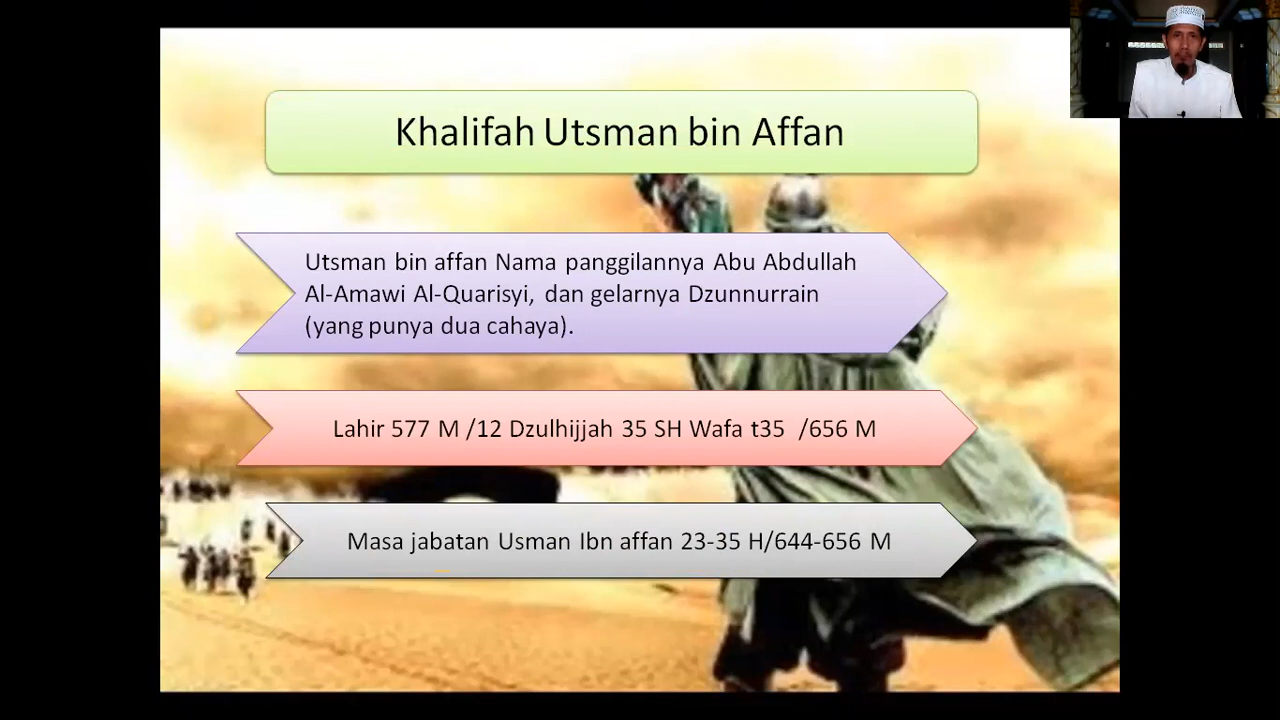 Khalifah Utsman bin Affan
Utsman bin affan Nama panggilannya Abu Abdullah
Al-Amawi Al-Quarisyi, dan gelarnya Dzunnurrain
(yang punya dua cahaya).
Lahir 577 M /12 Dzulhijjah 35 SH Wafa t35 /656 M
Masa jabatan Usman Ibn affan 23-35 H/644-656 M